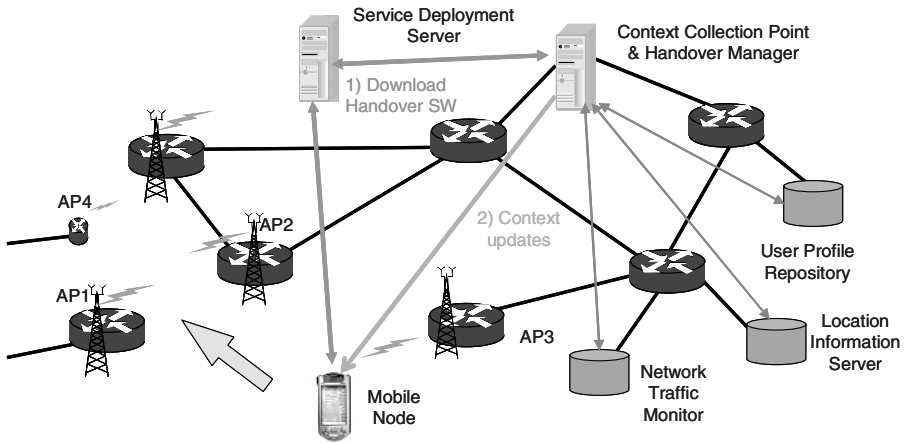 Service Deployment
Server
Context Collection Point
& Handover Manager
1) Download
Handover SW
AP4
AP2
2) Context
updates
User Profile
Repository
AP1
AP3
Location
Information
Server
Network
Traffic
Monitor
Mobile
Node